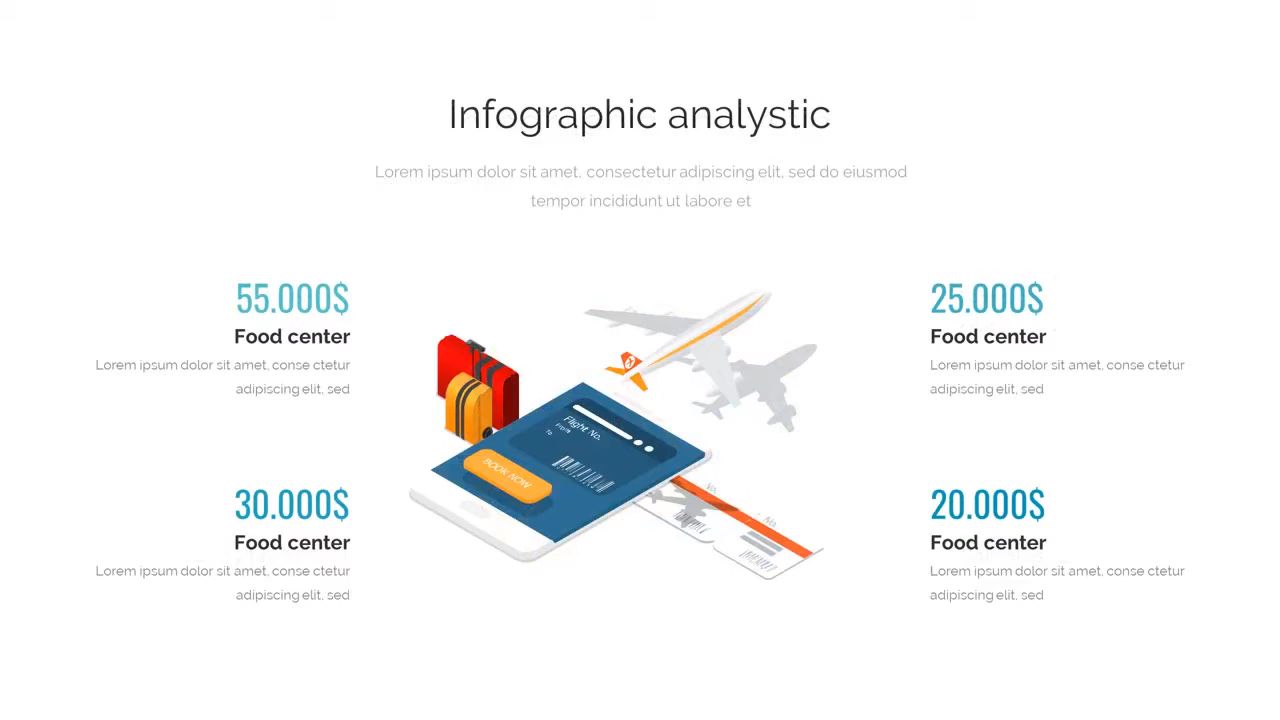 Infographic analystic
Lorem ipsum dolor sit amet, consectetur adipiscing elit, sed do eiusmod
tempor incididunt ut labore et
55.000$
Food center
Lorem ipsum dolor sit amet, conse ctetur
adipiscing elit, sed
30.000$
Food center
Lorem ipsum dolor sit amet, conse ctetur
adipiscing elit, sed
Flight No.
From
To
BOOK NOW
No.
No.
25.000$
Food center
Lorem ipsum dolor sit amet, conse ctetur
adipiscing elit, sed
20.000$
Food center
Lorem ipsum dolor sit amet, conse ctetur
adipiscing elit, sed